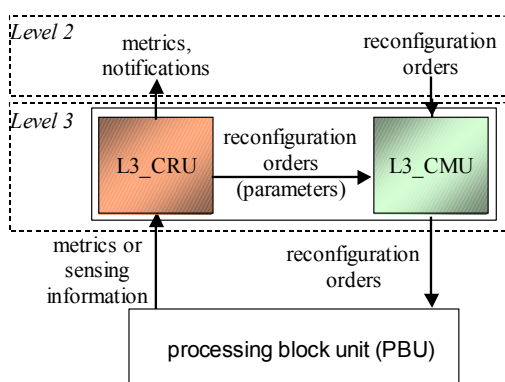 Level 2
metrics,
notifications
reconfiguration
orders
Level 3
L3_CRU
reconfiguration
orders
(parameters)
L3_CMU
metrics or
sensing
information
reconfiguration
orders
processing block unit (PBU)